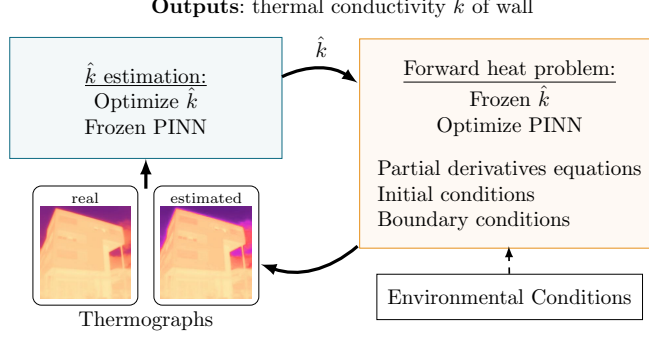 Outputs: thermal conductivity k of wall
k̂
k̂ estimation:
Optimize k̂
Frozen PINN
Forward heat problem:
Frozen k̂
Optimize PINN
Partial derivatives equations
Initial conditions
Boundary conditions
real
estimated
Thermographs
Environmental Conditions